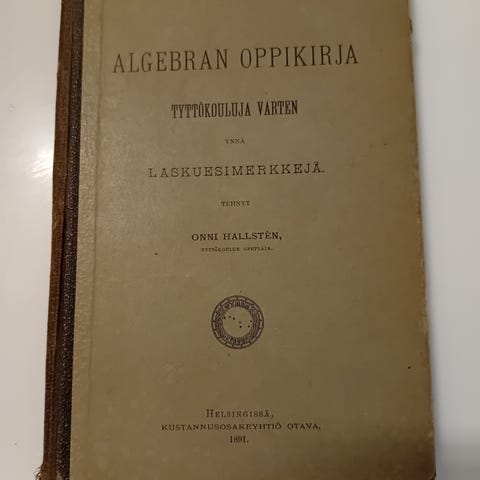 ALGEBRAN OPPIKIRJA
TYTTÖKOULUJA VARTEN
YNNÄ
LASKUESIMERKKEJÄ.
TEHNYT
ONNI HALLSTÉN,
TYTTÖKOULUN OPETTAJA.
HELSINGISSÄ,
KUSTANNUSOSAKEYHTIÖ OTAVA,
1891.